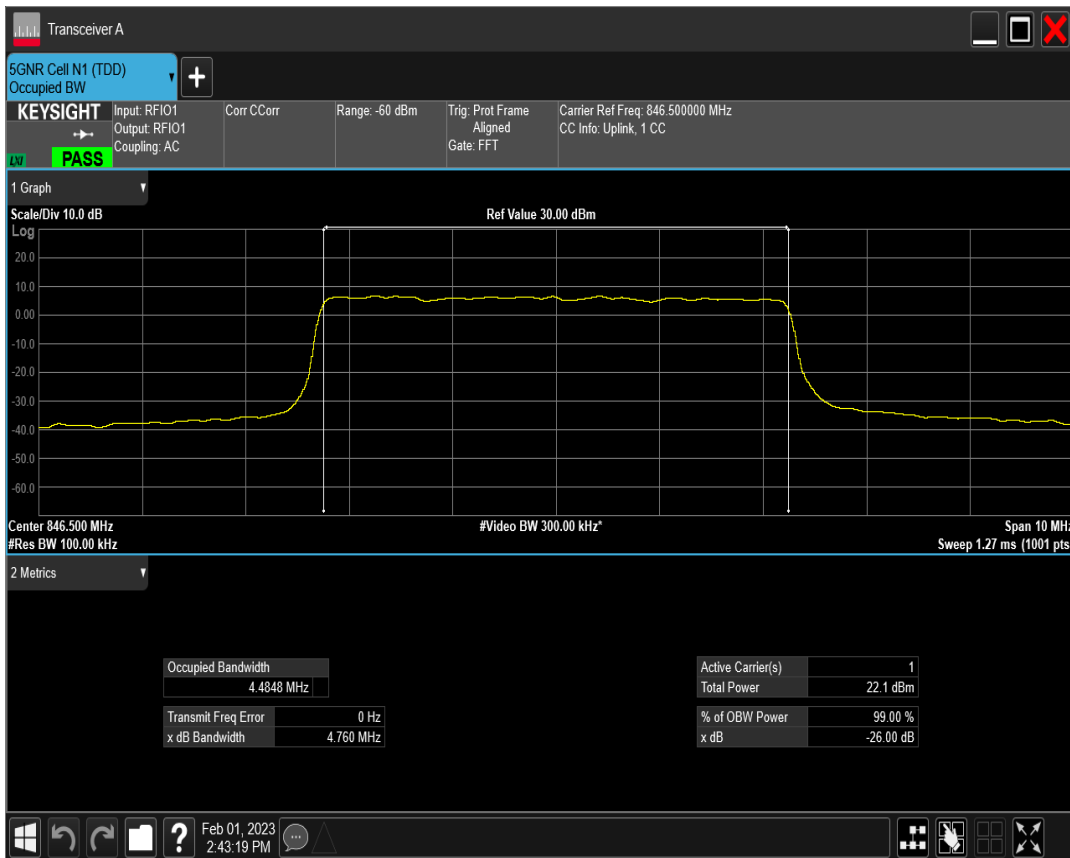 Transceiver A
5GNR Cell N1 (TDD)
Occupied BW
+
KEYSIGHT
LXI
PASS
Input: RFIO1
Output: RFIO1
Coupling: AC
Corr CCorr
Range: -60 dBm
Trig: Prot Frame
Aligned
Gate: FFT
Carrier Ref Freq: 846.500000 MHz
CC Info: Uplink, 1 CC
1 Graph
Scale/Div 10.0 dB
Ref Value 30.00 dBm
Log
20.0
10.0
0.00
-10.0
-20.0
-30.0
-40.0
-50.0
-60.0
Center 846.500 MHz
#Video BW 300.00 kHz*
Span 10 MHz
#Res BW 100.00 kHz
Sweep 1.27 ms (1001 pts
2 Metrics
Occupied Bandwidth
4.4848 MHz
Transmit Freq Error 0 Hz
x dB Bandwidth 4.760 MHz
Active Carrier(s) 1
Total Power 22.1 dBm
% of OBW Power 99.00 %
x dB -26.00 dB
?
Feb 01, 2023
2:43:19 PM